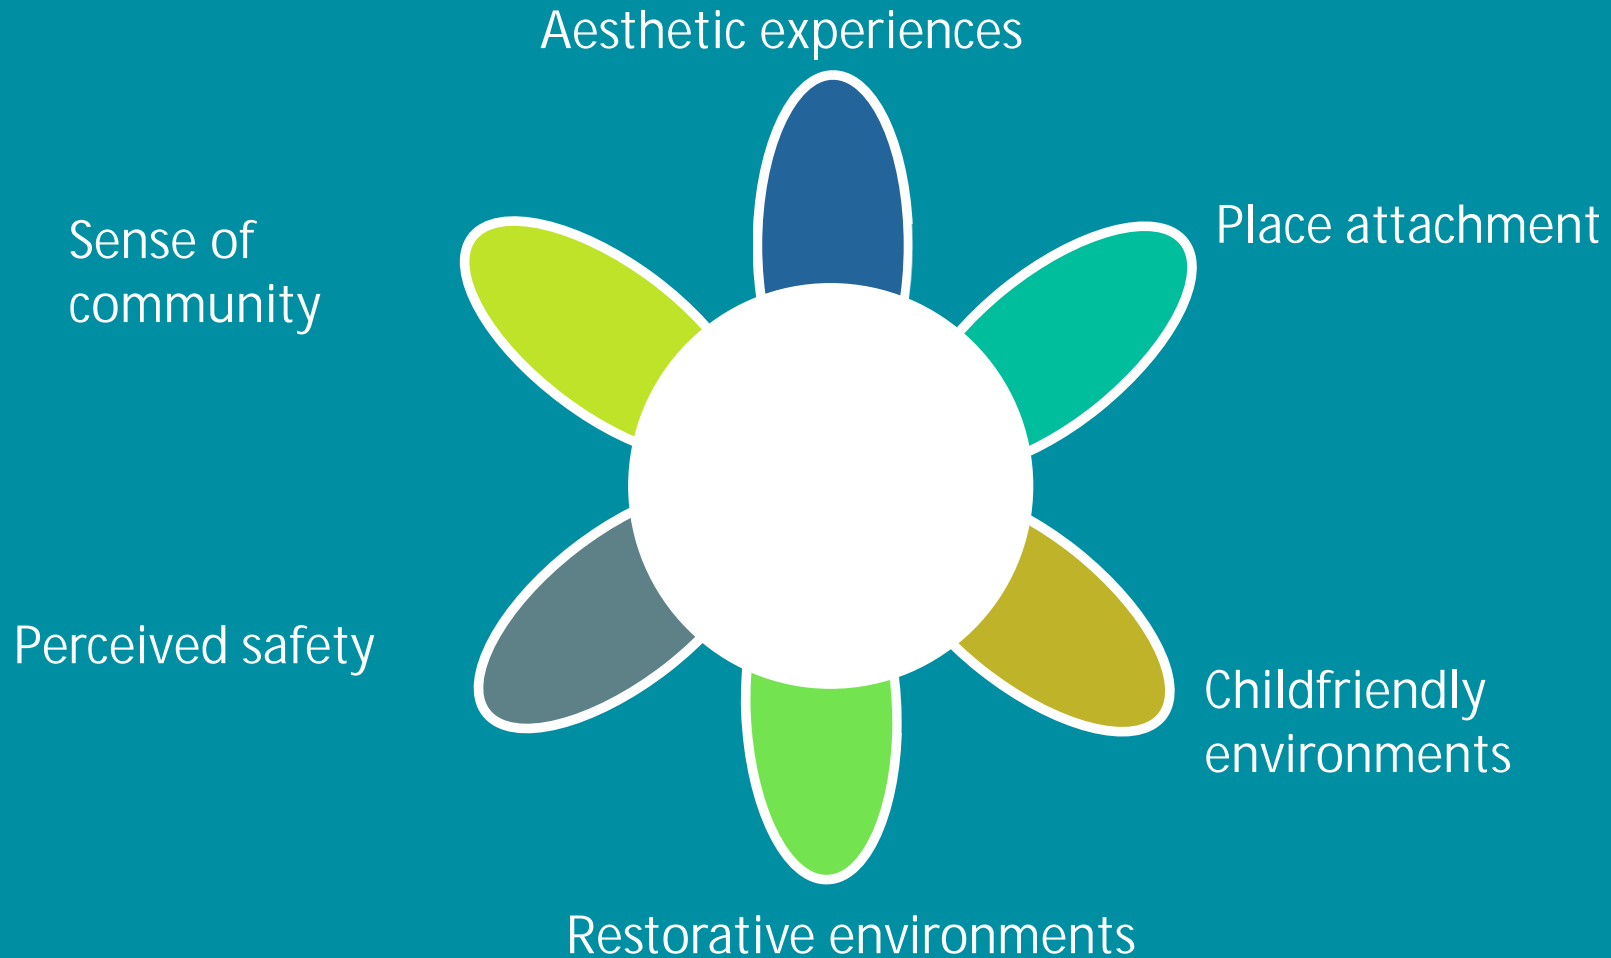 Aesthetic experiences
Place attachment
Sense of
community
Perceived safety
Childfriendly
environments
Restorative environments